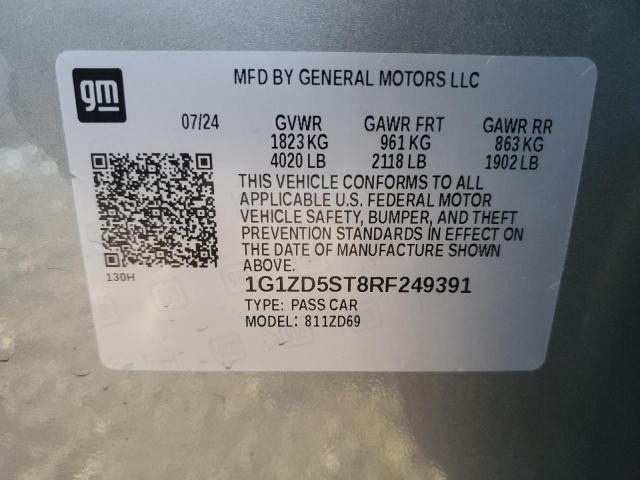 gm
MFD BY GENERAL MOTORS LLC
07/24 GVWR GAWR FRT GAWR RR
1823 KG 961 KG 863 KG
4020 LB 2118 LB 1902 LB
THIS VEHICLE CONFORMS TO ALL
APPLICABLE U.S. FEDERAL MOTOR
VEHICLE SAFETY, BUMPER, AND THEFT
PREVENTION STANDARDS IN EFFECT ON
THE DATE OF MANUFACTURE SHOWN
ABOVE.
130H
1G1ZD5ST8RF249391
TYPE: PASS CAR
MODEL: 811ZD69